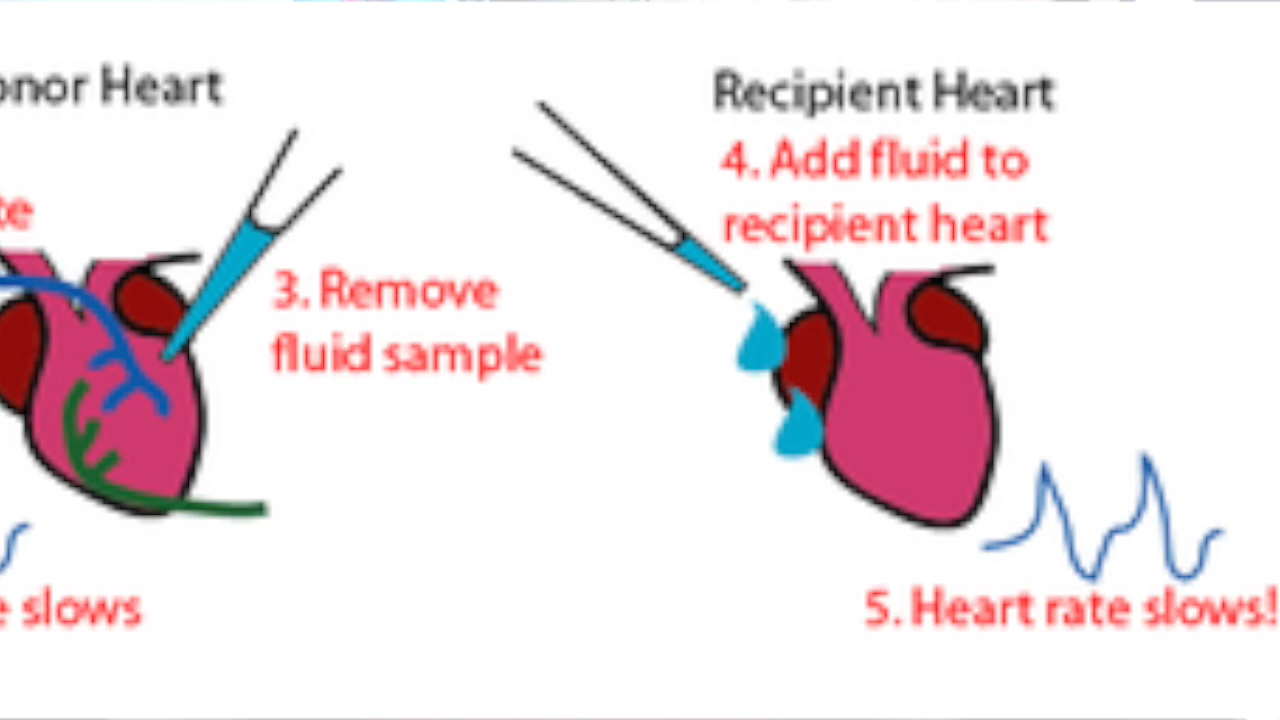 onor Heart
te
3. Remove
fluid sample
e slows
Recipient Heart
4. Add fluid to
recipient heart
5. Heart rate slows!